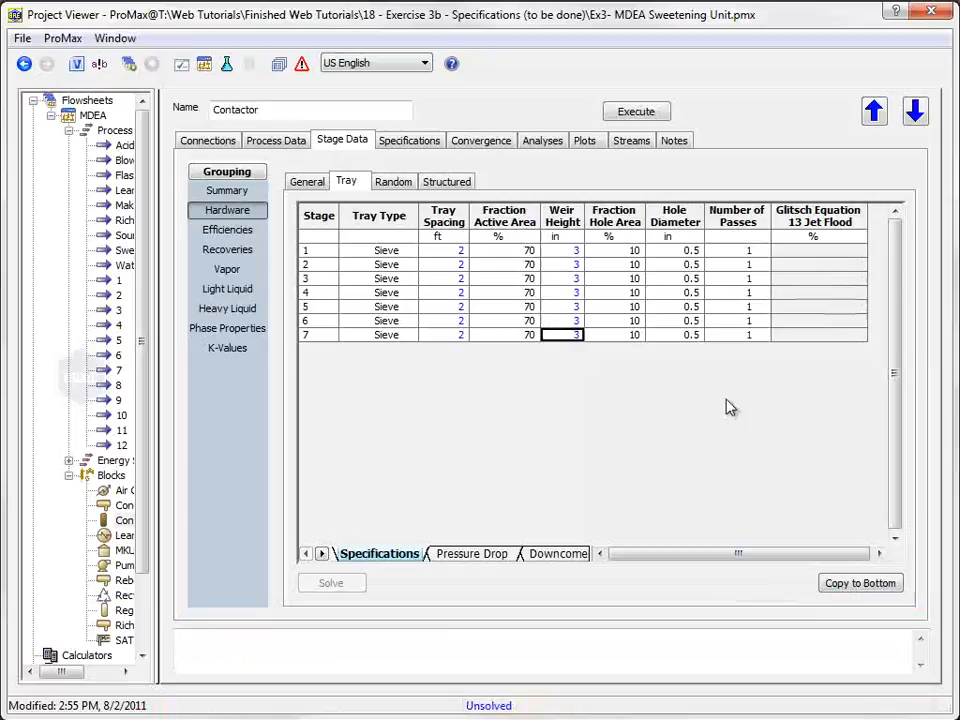 Project Viewer - ProMax@T:\Web Tutorials\Finished Web Tutorials\18 - Exercise 3b - Specifications (to be done)\Ex3- MDEA Sweetening Unit.pmx
File ProMax Window
US English
Flowsheets
MDEA
Process
Acid
Blow
Flas
Lear
Mak
Rich
Sou
Swe
Wat
1
2
3
4
5
6
7
8
9
10
11
12
Energy S
Blocks
Air C
Con
Con
Lear
MKU
Pum
Reb
Rec
Reg
Rich
SAT
Calculators
Name Contactor Execute
Connections Process Data Stage Data Specifications Convergence Analyses Plots Streams Notes
Grouping
Summary
Hardware
Efficiencies
Recoveries
Vapor
Light Liquid
Heavy Liquid
Phase Properties
K-Values
General Tray Random Structured
Stage Tray Type Tray Spacing Fraction Active Area Weir Height Fraction Hole Area Hole Diameter Number of Passes Glitsch Equation 13 Jet Flood
ft % in % in %
1 Sieve 2 70 3 10 0.5 1
2 Sieve 2 70 3 10 0.5 1
3 Sieve 2 70 3 10 0.5 1
4 Sieve 2 70 3 10 0.5 1
5 Sieve 2 70 3 10 0.5 1
6 Sieve 2 70 3 10 0.5 1
7 Sieve 2 70 3 10 0.5 1
Specifications Pressure Drop Downcome
Solve Copy to Bottom
Modified: 2:55 PM, 8/2/2011 Unsolved